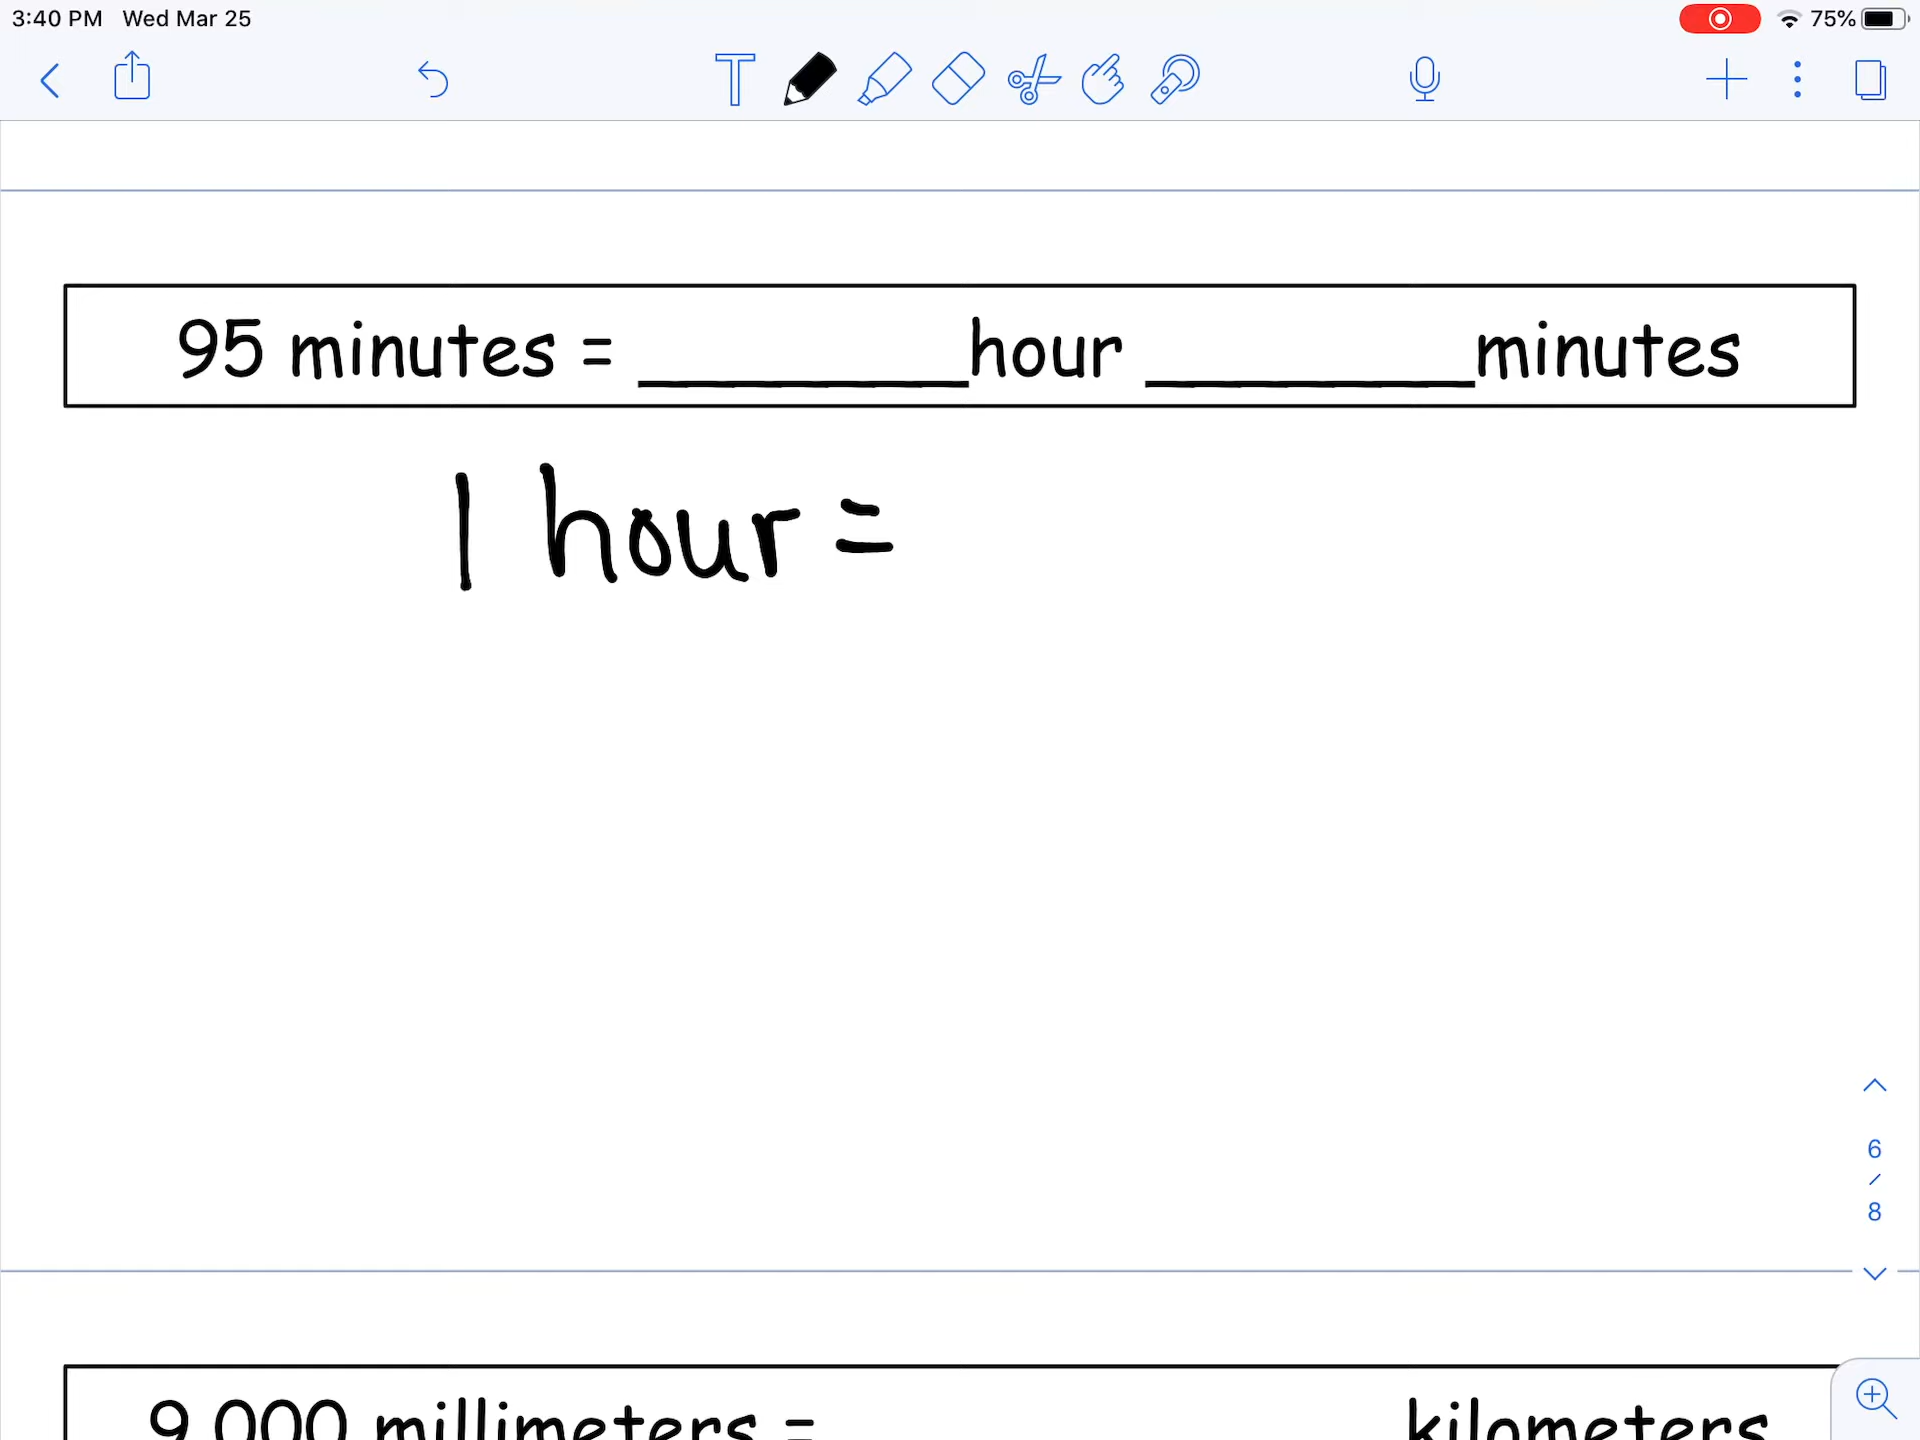 3:40 PM Wed Mar 25 75%
T
95 minutes = ________hour ________minutes
1 hour =
6
/
8
9,000 millimeters = kilometers